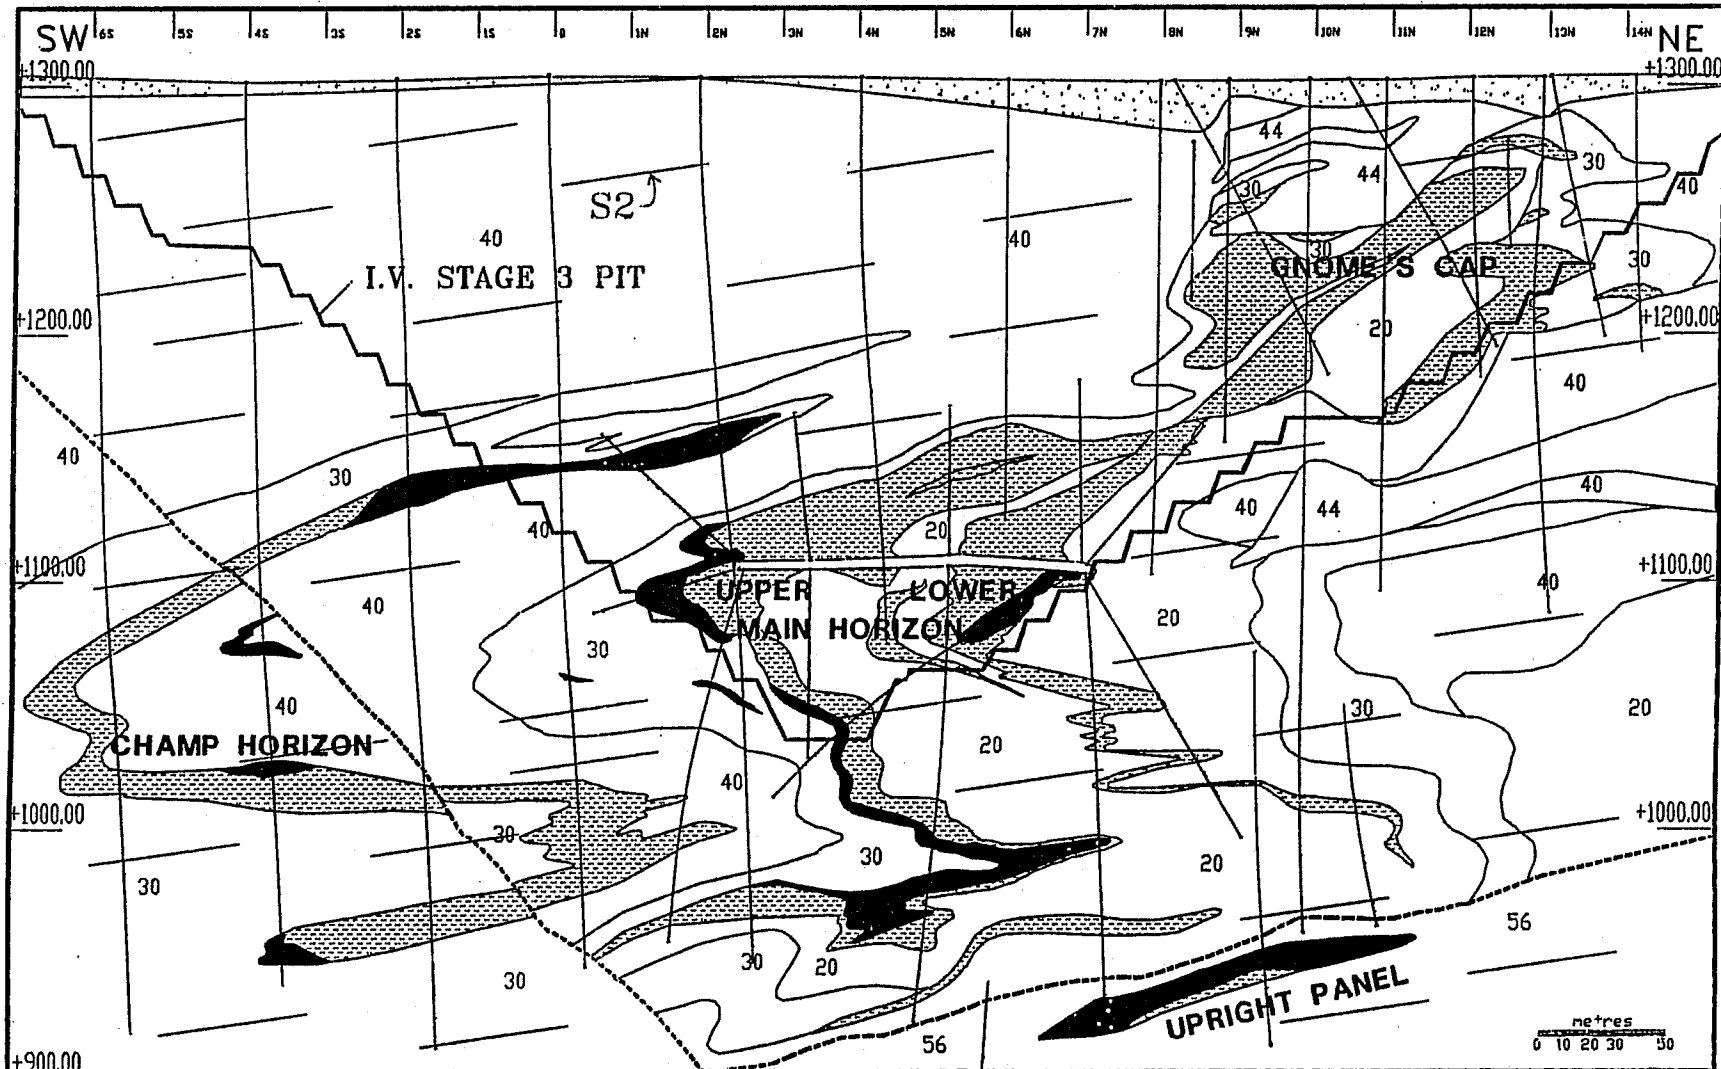 SW 6S 5S 4S 3S 2S 1S 0 1N 2N 3N 4N 5N 6N 7N 8N 9N 10N 11N 12N 13N 14N NE
+1300.00 +1300.00
44
44 30
30 40
S2
40 40 30 30
GNOME'S GAP
I.V. STAGE 3 PIT
+1200.00 20 +1200.00
40
40 30 40
40 44 40
40 20
+1100.00 +1100.00
40 UPPER LOWER 40
MAIN HORIZON 20
30
40 30 20
CHAMP HORIZON 20
40
+1000.00 30 +1000.00
30 30 20
56
30 30 20
UPRIGHT PANEL
56
metres
0 10 20 30 50
+900.00